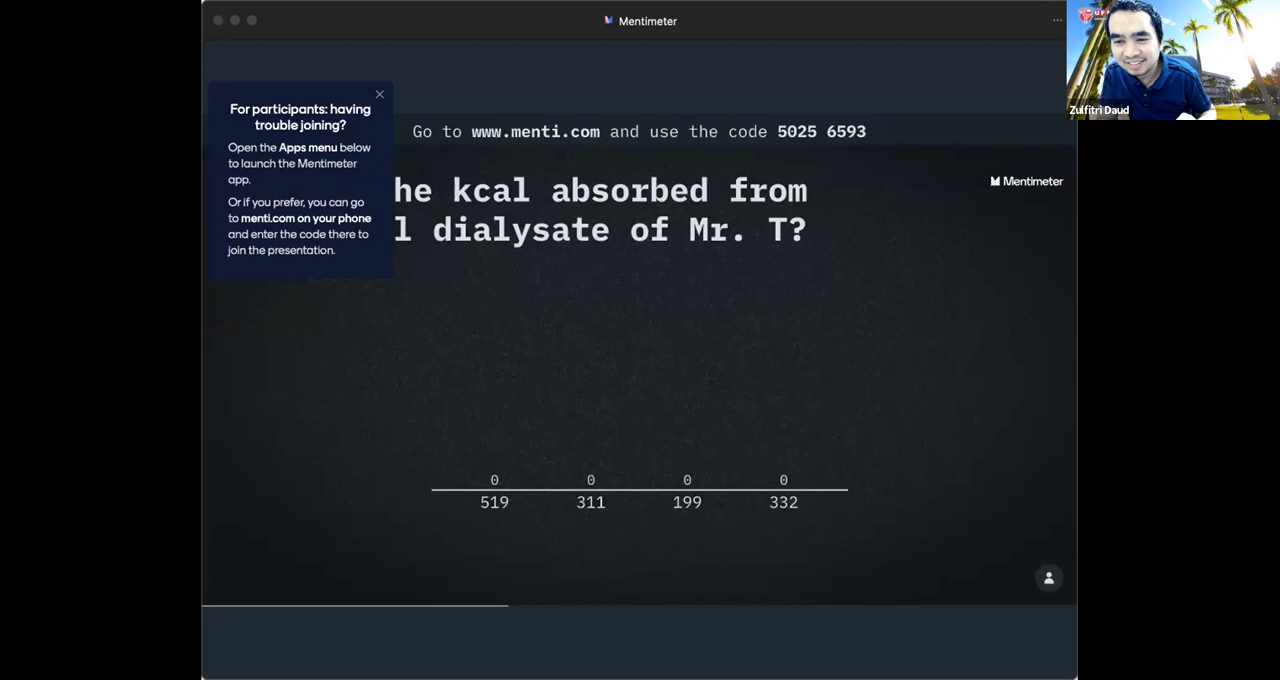 Mentimeter
For participants: having
trouble joining?
Open the Apps menu below
to launch the Mentimeter
app.
Or if you prefer, you can go
to menti.com on your phone
and enter the code there to
join the presentation.
Go to www.menti.com and use the code 5025 6593
Mentimeter
he kcal absorbed from
l dialysate of Mr. T?
0 0 0 0
519 311 199 332
Zulfitri Daud